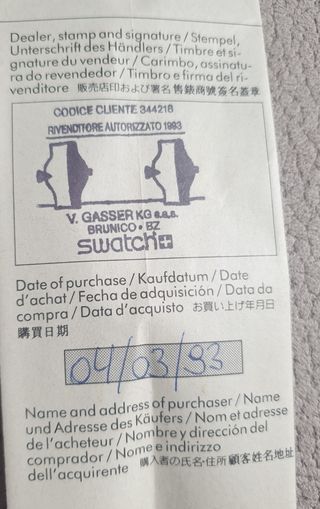 Dealer, stamp and signature / Stempel,
Unterschrift des Händlers / Timbre et si-
gnature du vendeur / Carimbo, assinatu-
ra do revendedor / Timbro e firma del ri-
venditore 販売店印および署名 售錶商號簽名蓋章
CODICE CLIENTE 344218
RIVENDITORE AUTORIZZATO 1993
V. GASSER KG s.a.s.
BRUNICO - BZ
swatch
Date of purchase / Kaufdatum / Date
d'achat / Fecha de adquisición / Data da
compra / Data d'acquisto お買い上げ年月日
購買日期
04/03/93
Name and address of purchaser / Name
und Adresse des Käufers / Nom et adresse
de l'acheteur / Nombre y dirección del
comprador / Nome e indirizzo
dell'acquirente 購入者の氏名・住所 顧客姓名地址